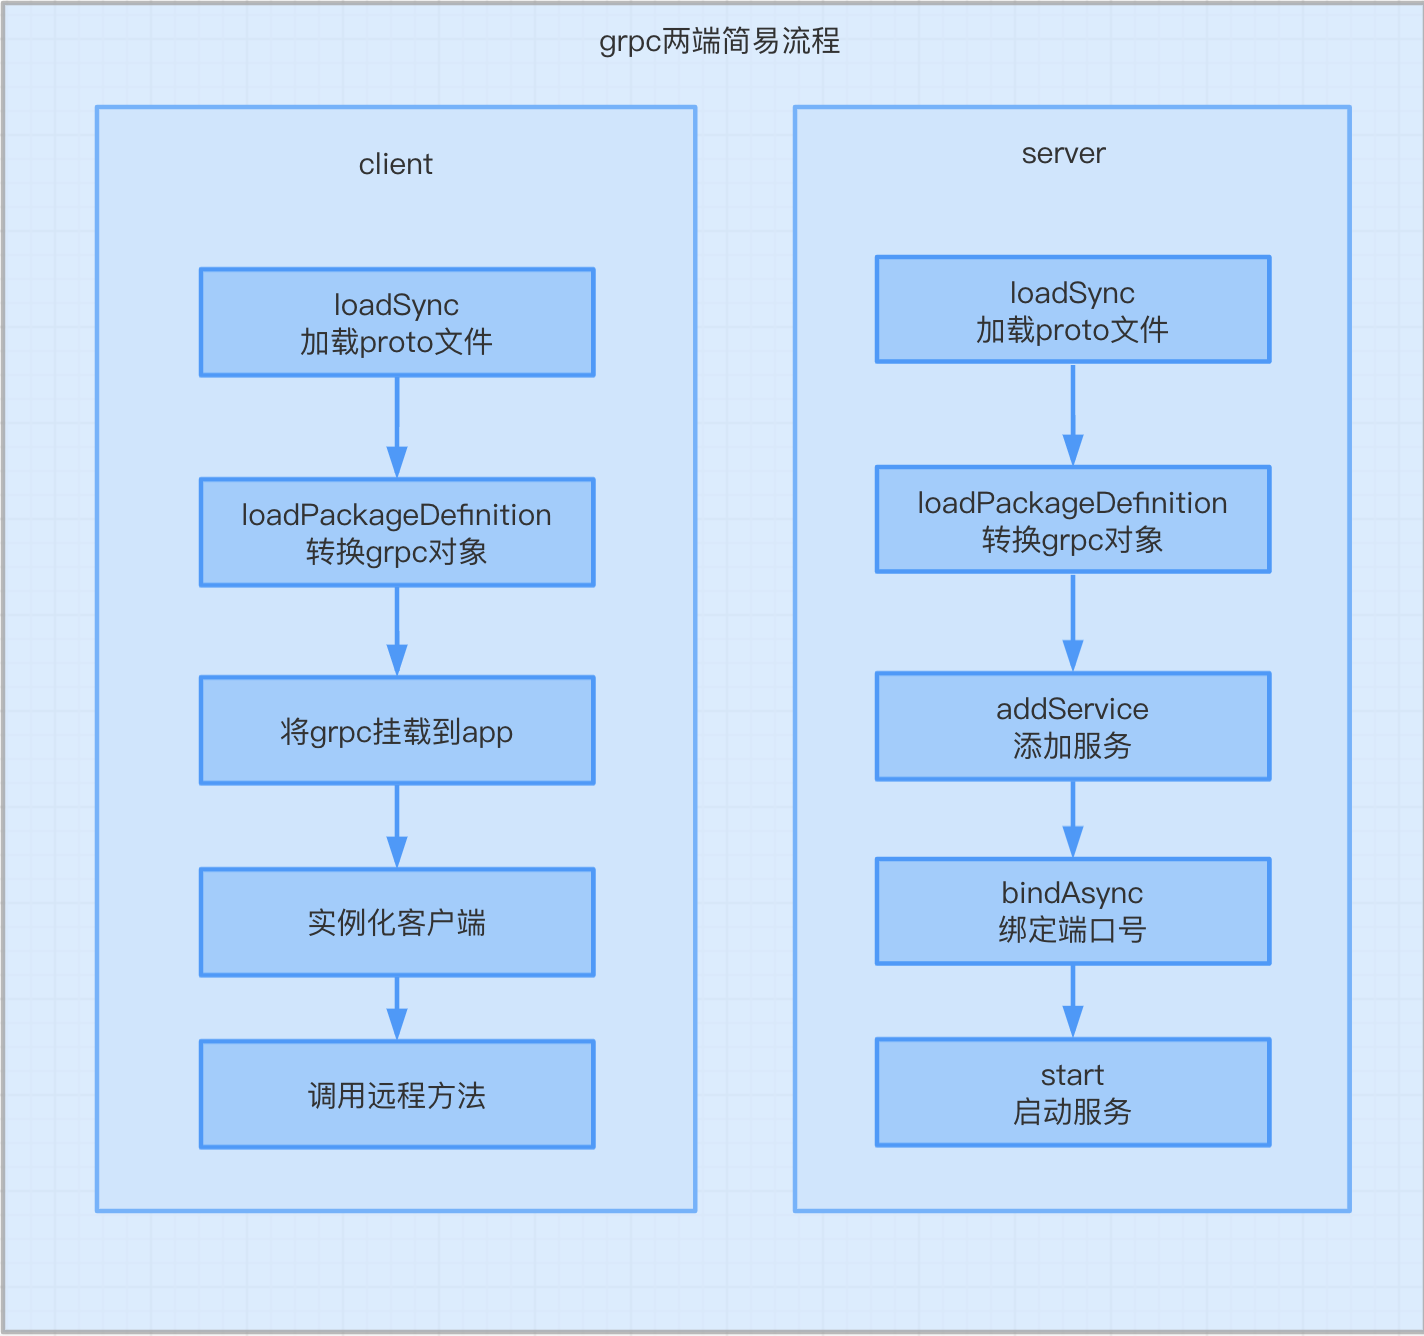 grpc两端简易流程
client
loadSync
加载proto文件
loadPackageDefinition
转换grpc对象
将grpc挂载到app
实例化客户端
调用远程方法
server
loadSync
加载proto文件
loadPackageDefinition
转换grpc对象
addService
添加服务
bindAsync
绑定端口号
start
启动服务